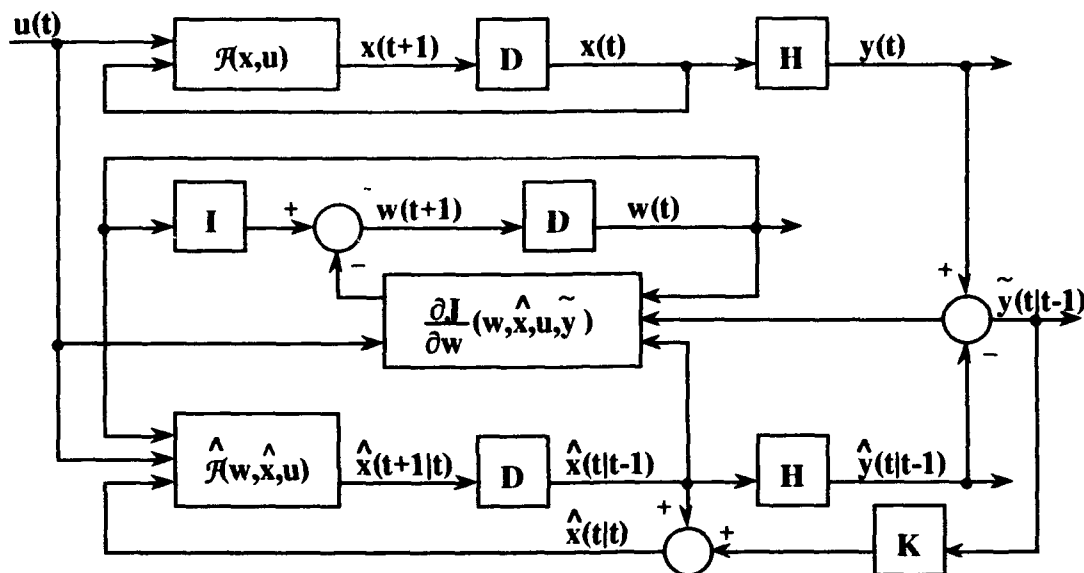 u(t)
𝓕(x,u) x(t+1) D x(t) H y(t)
I + w(t+1) D w(t)
−
∂J/∂w (w,x̂,u,ỹ)
+ ỹ(t|t-1)
−
𝓕̂(w,x̂,u) x̂(t+1|t) D x̂(t|t-1) H ŷ(t|t-1)
x̂(t|t) + + K